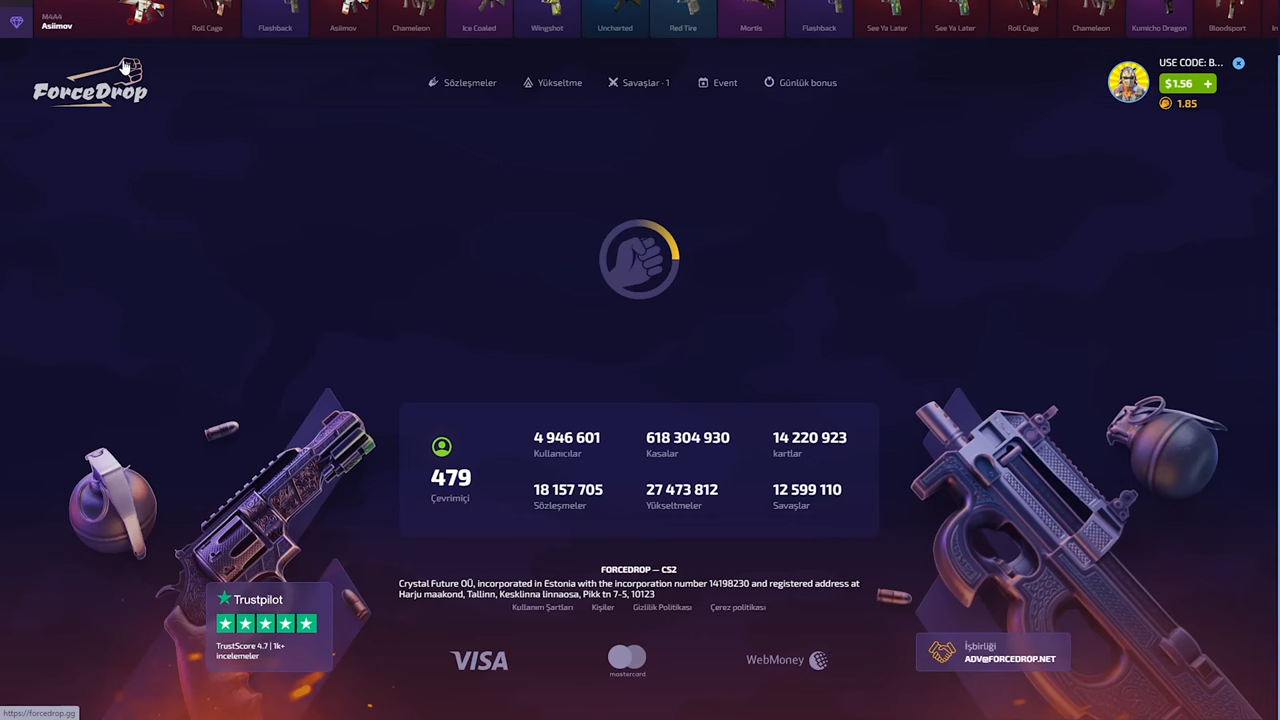 M4A4
Asiimov
Roll Cage
Flashback
Asiimov
Chameleon
Ice Coaled
Wingshot
Uncharted
Red Tire
Mortis
Flashback
See Ya Later
See Ya Later
Roll Cage
Chameleon
Kumicho Dragon
Bloodsport
ForceDrop
Sözleşmeler
Yükseltme
Savaşlar · 1
Event
Günlük bonus
USE CODE: B...
$1.56 +
1.85
479
Çevrimiçi
4 946 601
Kullanıcılar
618 304 930
Kasalar
14 220 923
kartlar
18 157 705
Sözleşmeler
27 473 812
Yükseltmeler
12 599 110
Savaşlar
FORCEDROP — CS2
Crystal Future OÜ, incorporated in Estonia with the incorporation number 14198230 and registered address at
Harju maakond, Tallinn, Kesklinna linnaosa, Pikk tn 7-5, 10123
Kullanım Şartları
Kişiler
Gizlilik Politikası
Çerez politikası
Trustpilot
TrustScore 4.7 | 1k+
incelemeler
VISA
mastercard
WebMoney
İşbirliği
ADV@FORCEDROP.NET
https://forcedrop.gg